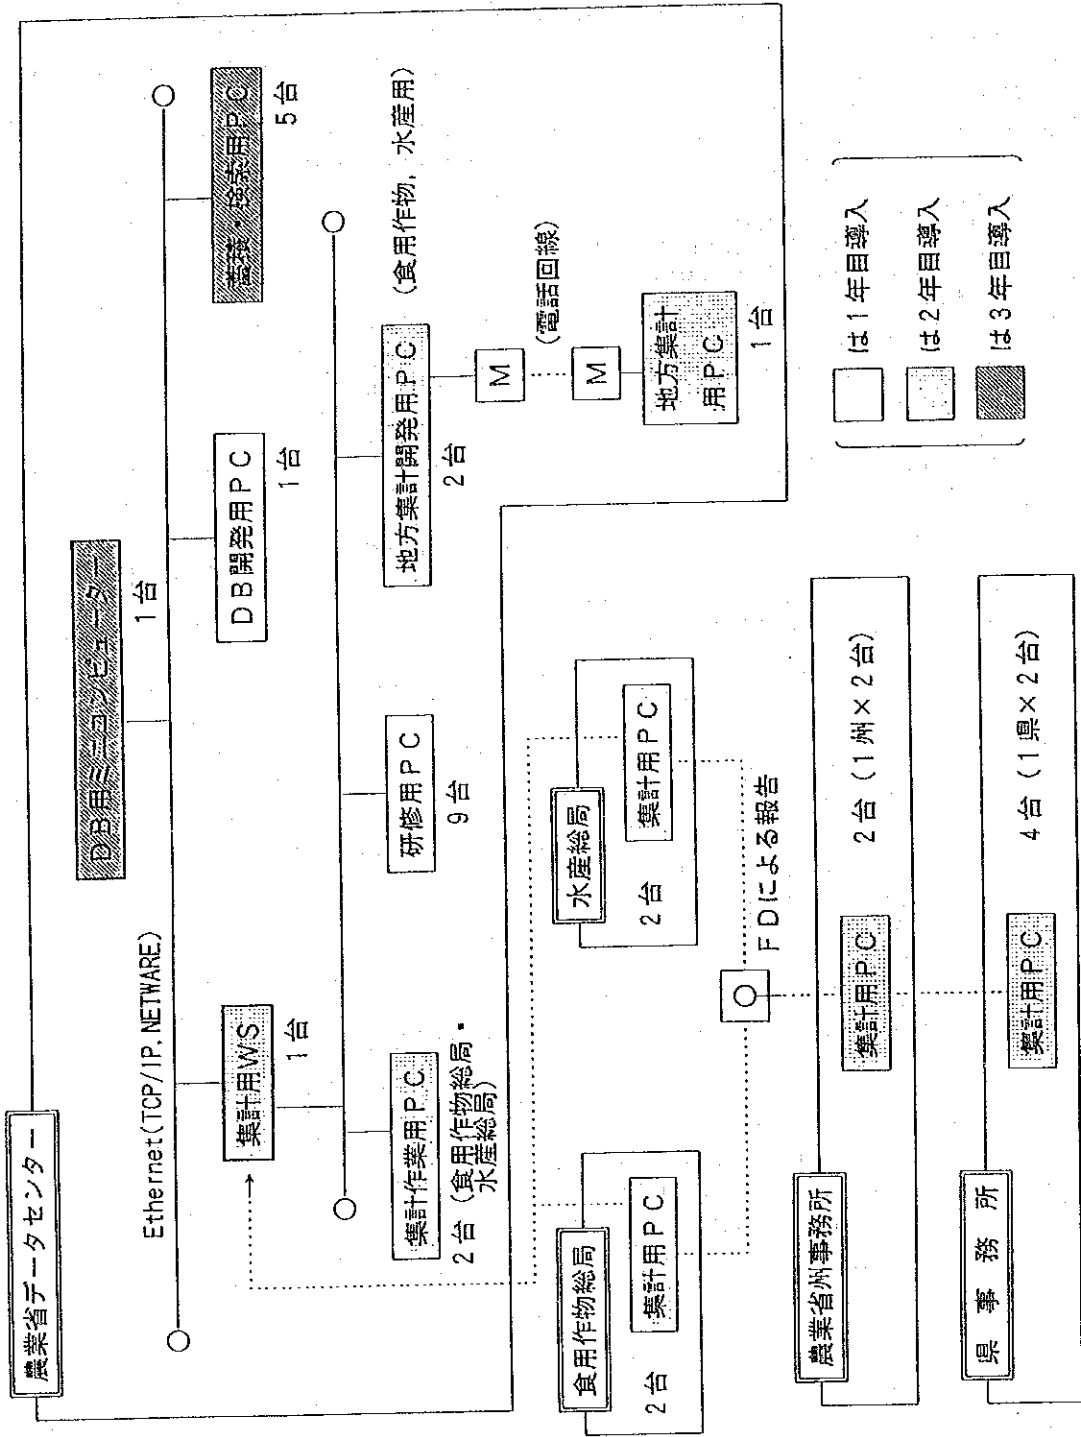 農業省データセンター
DB用ミニコンピューター
1台
Ethernet(TCP/IP,NETWARE)
集計用WS
1台
DB開発用PC
1台
蓄積・検索用PC
5台
集計作業用PC
2台(食用作物総局・
水産総局)
研修用PC
9台
地方集計開発用PC
2台
(食用作物,水産用)
M
(電話回線)
M
地方集計
用PC
1台
食用作物総局
集計用PC
2台
水産総局
集計用PC
2台
FDによる報告
農業省州事務所
集計用PC
2台(1州×2台)
県事務所
集計用PC
4台(1県×2台)
は1年目導入
は2年目導入
は3年目導入